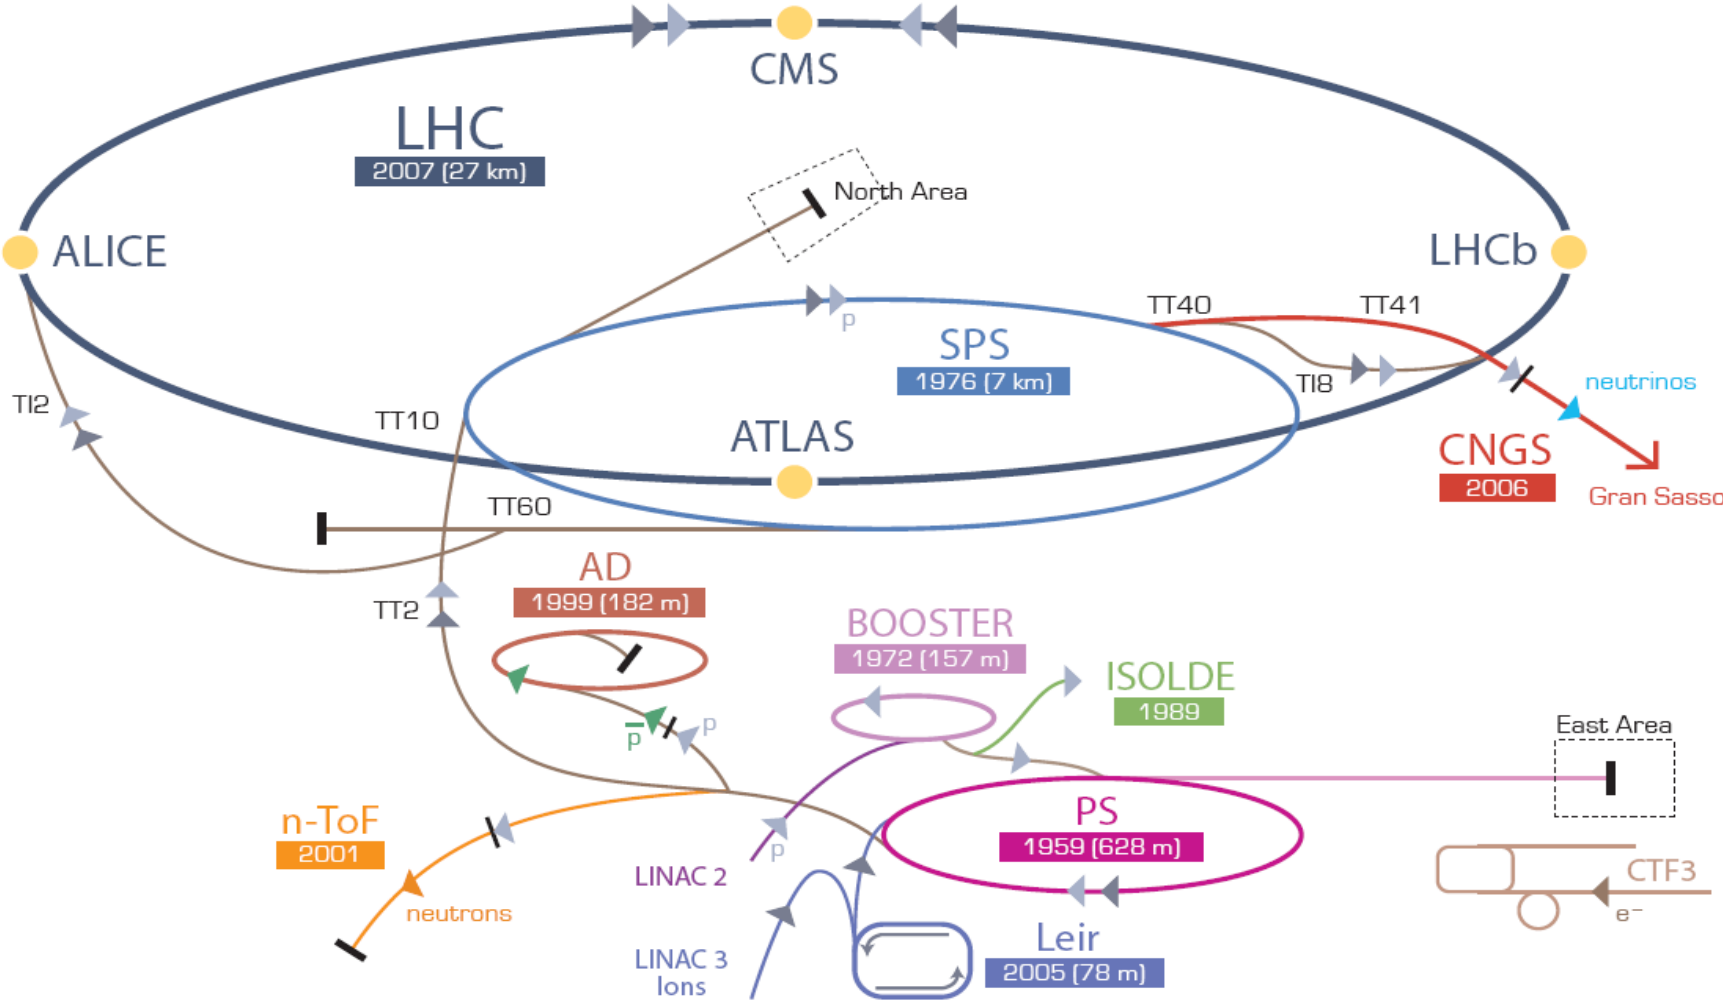 CMS
LHC
2007 (27 km)
North Area
ALICE
LHCb
TT40
TT41
p
SPS
1976 (7 km)
TI8
neutrinos
TI2
TT10
ATLAS
CNGS
2006
Gran Sasso
TT60
AD
1999 (182 m)
TT2
BOOSTER
1972 (157 m)
ISOLDE
1989
p
p̅
East Area
n-ToF
2001
PS
1959 (628 m)
p
LINAC 2
CTF3
neutrons
e⁻
Leir
2005 (78 m)
LINAC 3
Ions